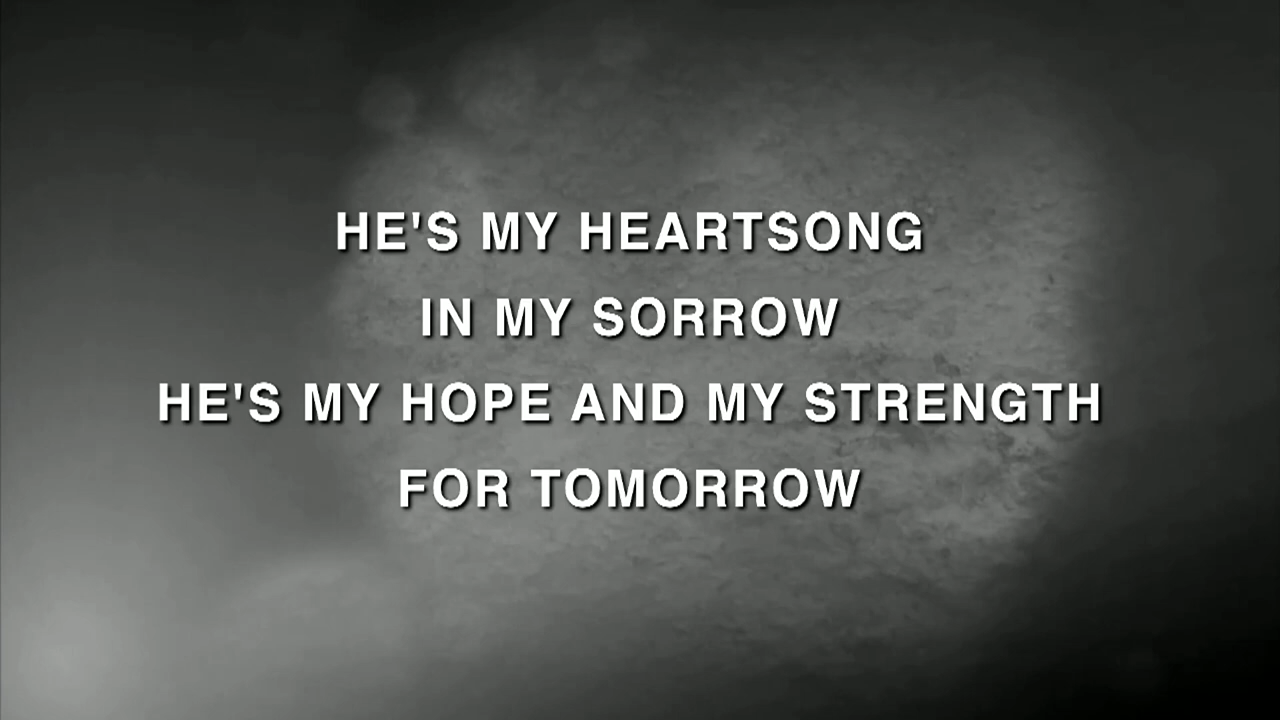 HE'S MY HEARTSONG
IN MY SORROW
HE'S MY HOPE AND MY STRENGTH
FOR TOMORROW